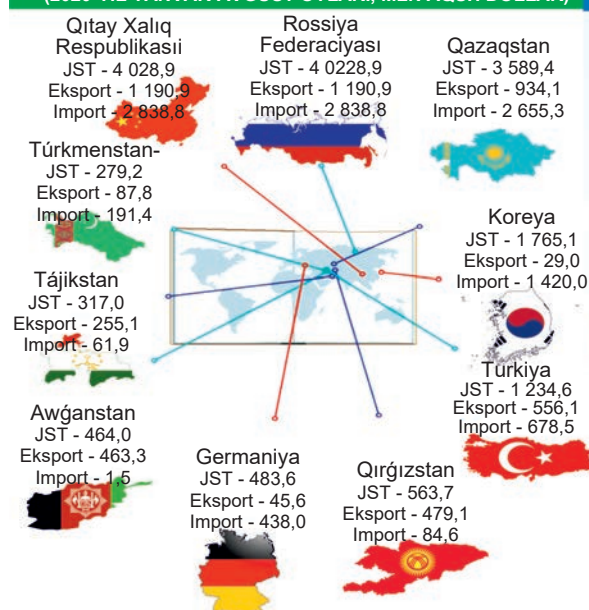 Qıtay Xalıq
Respublikasıi
JST - 4 028,9
Eksport - 1 190,9
Import - 2 838,8
Rossiya
Federaciyası
JST - 4 0228,9
Eksport - 1 190,9
Import - 2 838,8
Qazaqstan
JST - 3 589,4
Eksport - 934,1
Import - 2 655,3
Túrkmenstan-
JST - 279,2
Eksport - 87,8
Import - 191,4
Koreya
JST - 1 765,1
Eksport - 29,0
Import - 1 420,0
Tájikstan
JST - 317,0
Eksport - 255,1
Import - 61,9
Turkiya
JST - 1 234,6
Eksport - 556,1
Import - 678,5
Awǵanstan
JST - 464,0
Eksport - 463,3
Import - 1,5
Germaniya
JST - 483,6
Eksport - 45,6
Import - 438,0
Qırǵızstan
JST - 563,7
Eksport - 479,1
Import - 84,6